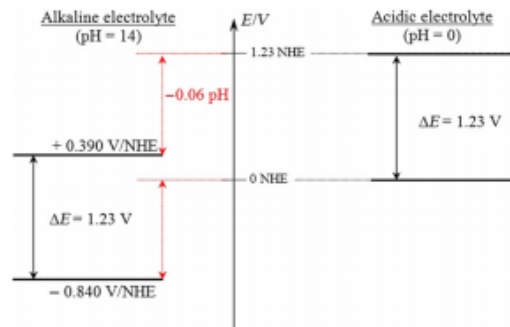 Alkaline electrolyte
(pH = 14)
E/V
Acidic electrolyte
(pH = 0)
1.23 NHE
−0.06 pH
ΔE = 1.23 V
+ 0.390 V/NHE
0 NHE
ΔE = 1.23 V
− 0.840 V/NHE